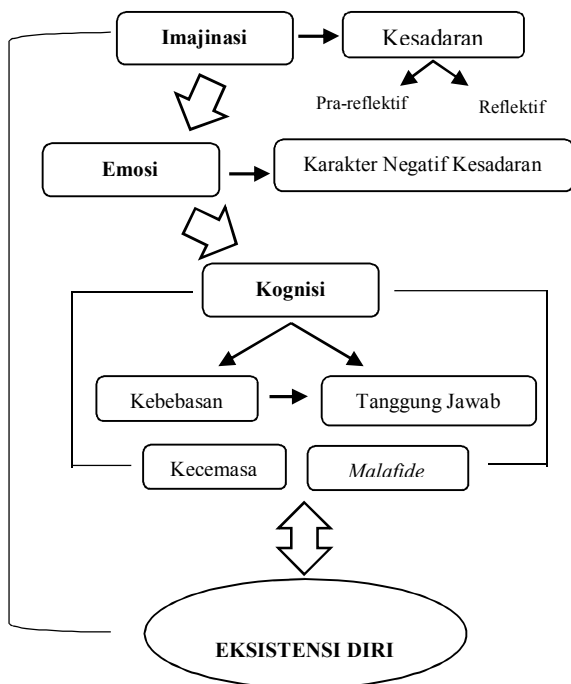 Imajinasi
Kesadaran
Pra-reflektif
Reflektif
Emosi
Karakter Negatif Kesadaran
Kognisi
Kebebasan
Tanggung Jawab
Kecemasa
Malafide
EKSISTENSI DIRI